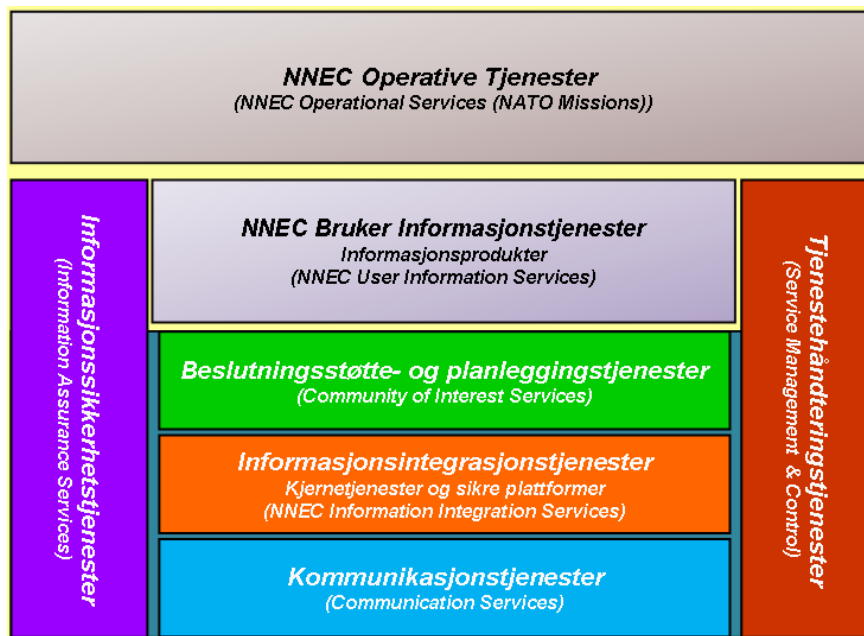 NNEC Operative Tjenester
(NNEC Operational Services (NATO Missions))
Informasjonssikkerhetstjenester
(Information Assurance Services)
NNEC Bruker Informasjonstjenester
Informasjonsprodukter
(NNEC User Information Services)
Beslutningsstøtte- og planleggingstjenester
(Community of Interest Services)
Informasjonsintegrasjonstjenester
Kjernetjenester og sikre plattformer
(NNEC Information Integration Services)
Kommunikasjonstjenester
(Communication Services)
Tjenestehåndteringstjenester
(Service Management & Control)